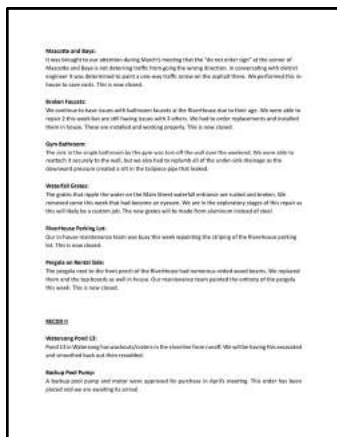 Mascotte and Bays:
It was brought to our attention during March's meeting that the "do not enter sign" at the corner of
Mascotte and Bays is not deterring traffic from going the wrong direction. In conversating with district
engineer it was determined to paint a one-way traffic arrow on the asphalt there. We performed this in-
house to save costs. This is now closed.
Broken Faucets:
We continue to have issues with bathroom faucets at the RiverHouse due to their age. We were able to
repair 2 this week but are still having issues with 3 others. We had to order replacements and installed
them in house. These are installed and working properly. This is now closed.
Gym Bathroom:
The sink in the single bathroom by the gym was torn off the wall over the weekend. We were able to
reattach it securely to the wall, but we also had to replumb all of the under-sink drainage as the
downward pressure created a slit in the tailpiece pipe that leaked.
Waterfall Grates:
The grates that ripple the water on the Main Street waterfall entrance are rusted and broken. We
removed some this week that had become an eyesore. We are in the exploratory stages of this repair as
this will likely be a custom job. The new grates will be made from aluminum instead of steel.
RiverHouse Parking Lot:
Our in house maintenance team was busy this week repainting the striping of the RiverHouse parking
lot. This is now closed.
Pergola on Rental Side:
The pergola next to the front porch of the RiverHouse had numerous rotted wood beams. We replaced
them and the top boards as well in house. Our maintenance team painted the entirety of the pergola
this week. This is now closed.
Watersong Pond 13:
Pond 13 in Watersong has washouts/craters in the shoreline from runoff. We will be having this excavated
and smoothed back out then resodded.
Backup Pool Pump:
A backup pool pump and motor were approved for purchase in April's meeting. This order has been
placed and we are awaiting its arrival.